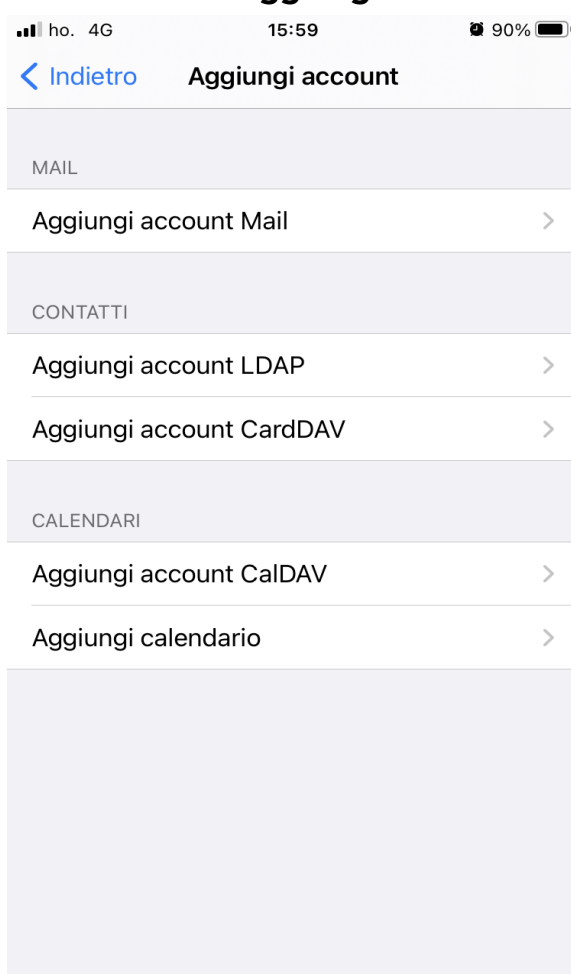 ho. 4G 15:59 90%
Indietro Aggiungi account
MAIL
Aggiungi account Mail
CONTATTI
Aggiungi account LDAP
Aggiungi account CardDAV
CALENDARI
Aggiungi account CalDAV
Aggiungi calendario